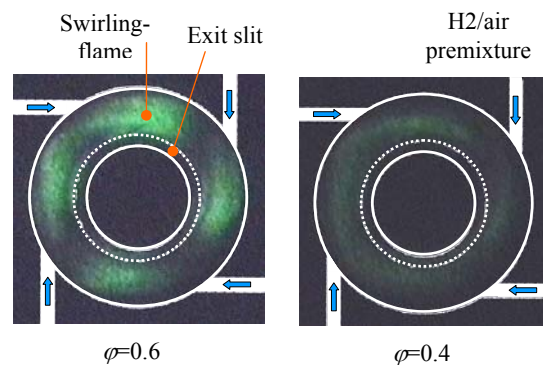 Swirling-
flame
Exit slit
H2/air
premixture
φ=0.6
φ=0.4